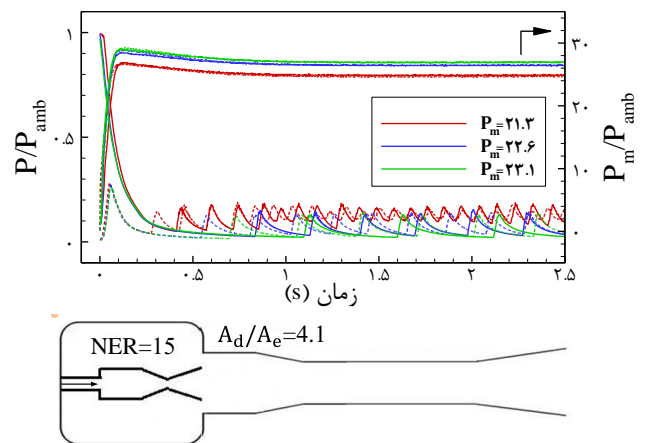 P/P_amb
۱
۰.۵
۰
P_m/P_amb
۳۰
۲۰
۱۰
۰
P_m=۲۱.۳
P_m=۲۲.۶
P_m=۲۳.۱
۰ ۰.۵ ۱ ۱.۵ ۲ ۲.۵
زمان (s)
NER=15
A_d/A_e=4.1